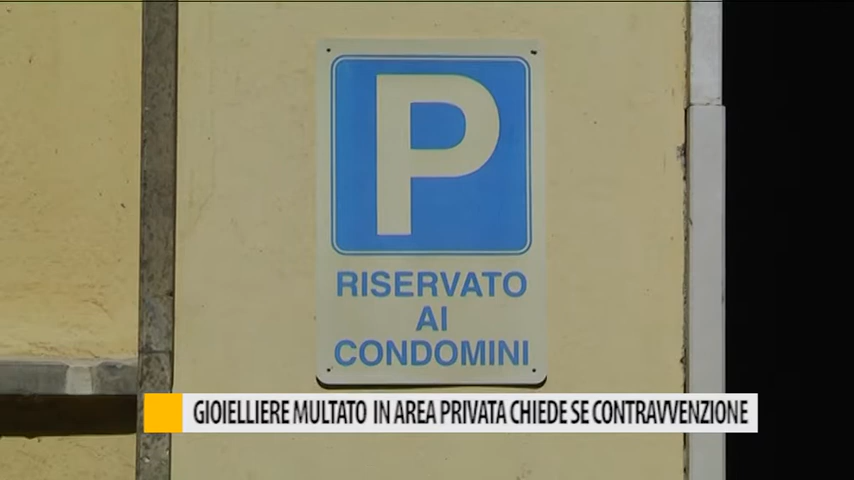 P
RISERVATO
AI
CONDOMINI
GIOIELLIERE MULTATO IN AREA PRIVATA CHIEDE SE CONTRAVVENZIONE